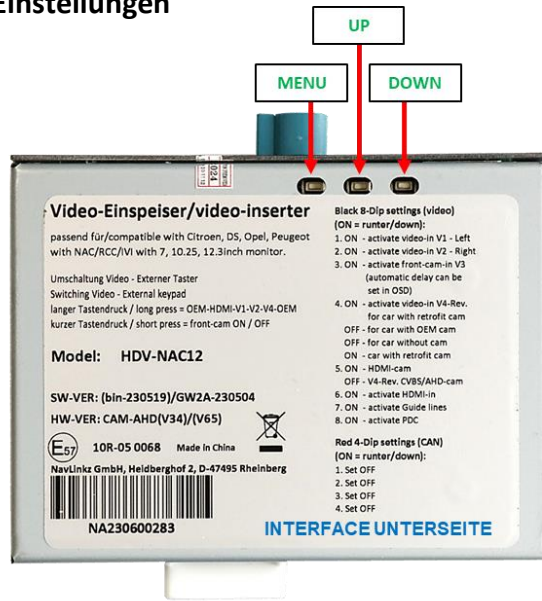 Einstellungen
UP
MENU
DOWN
Video-Einspeiser/video-inserter
passend für/compatible with Citroen, DS, Opel, Peugeot
with NAC/RCC/IVI with 7, 10.25, 12.3inch monitor.
Umschaltung Video - Externer Taster
Switching Video - External keypad
langer Tastendruck / long press = OEM-HDMI-V1-V2-V4-OEM
kurzer Tastendruck / short press = front-cam ON / OFF
Model: HDV-NAC12
SW-VER: (bin-230519)/GW2A-230504
HW-VER: CAM-AHD(V34)/(V65)
E57 10R-05 0068 Made in China
NavLinkz GmbH, Heidberghof 2, D-47495 Rheinberg
NA230600283
Black 8-Dip settings (video)
(ON = runter/down):
1. ON - activate video-in V1 - Left
2. ON - activate video-in V2 - Right
3. ON - activate front-cam-in V3
(automatic delay can be
set in OSD)
4. ON - activate video-in V4-Rev.
for car with retrofit cam
OFF - for car with OEM cam
OFF - for car without cam
ON - car with retrofit cam
5. ON - HDMI-cam
OFF - V4-Rev. CVBS/AHD-cam
6. ON - activate HDMI-in
7. ON - activate Guide lines
8. ON - activate PDC
Red 4-Dip settings (CAN)
(ON = runter/down):
1. Set OFF
2. Set OFF
3. Set OFF
4. Set OFF
INTERFACE UNTERSEITE